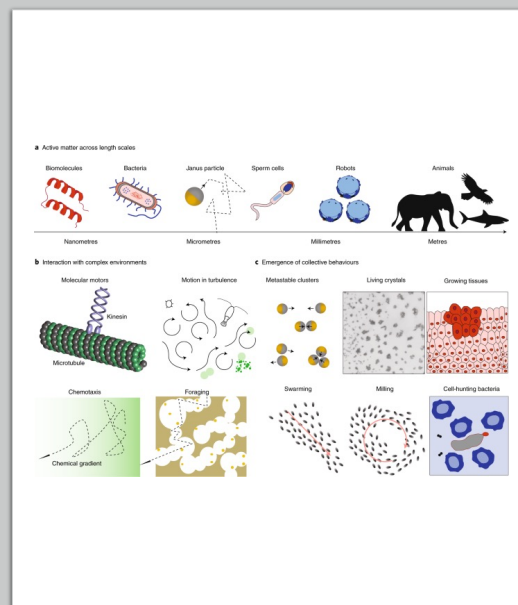 a Active matter across length scales
Biomolecules Bacteria Janus particle Sperm cells Robots Animals
Nanometres Micrometres Millimetres Metres
b Interaction with complex environments
Molecular motors Motion in turbulence
Kinesin
Microtubule
Chemotaxis Foraging
Chemical gradient
c Emergence of collective behaviours
Metastable clusters Living crystals Growing tissues
Swarming Milling Cell-hunting bacteria